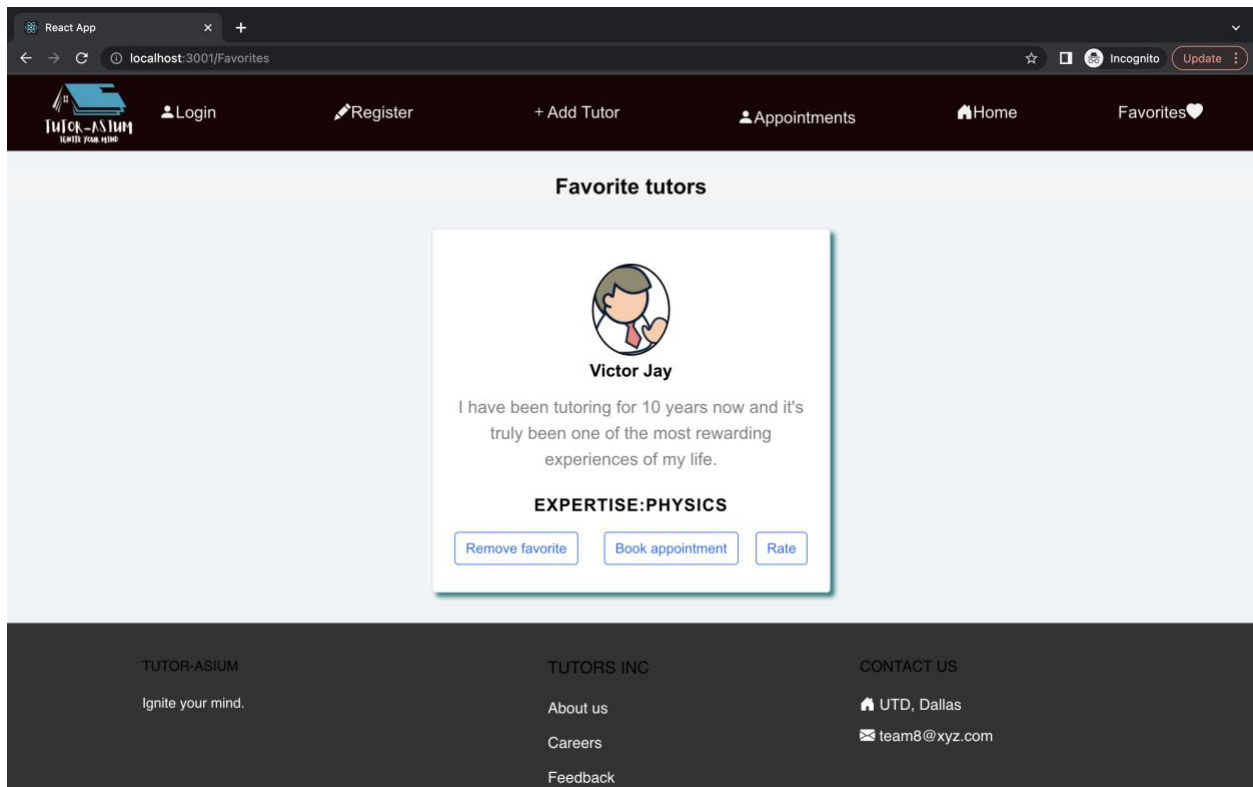 React App
localhost:3001/Favorites
Incognito
Update
TUTOR-ASIUM
IGNITE YOUR MIND
Login
Register
+ Add Tutor
Appointments
Home
Favorites
Favorite tutors
Victor Jay
I have been tutoring for 10 years now and it's
truly been one of the most rewarding
experiences of my life.
EXPERTISE:PHYSICS
Remove favorite
Book appointment
Rate
TUTOR-ASIUM
Ignite your mind.
TUTORS INC
About us
Careers
Feedback
CONTACT US
UTD, Dallas
team8@xyz.com